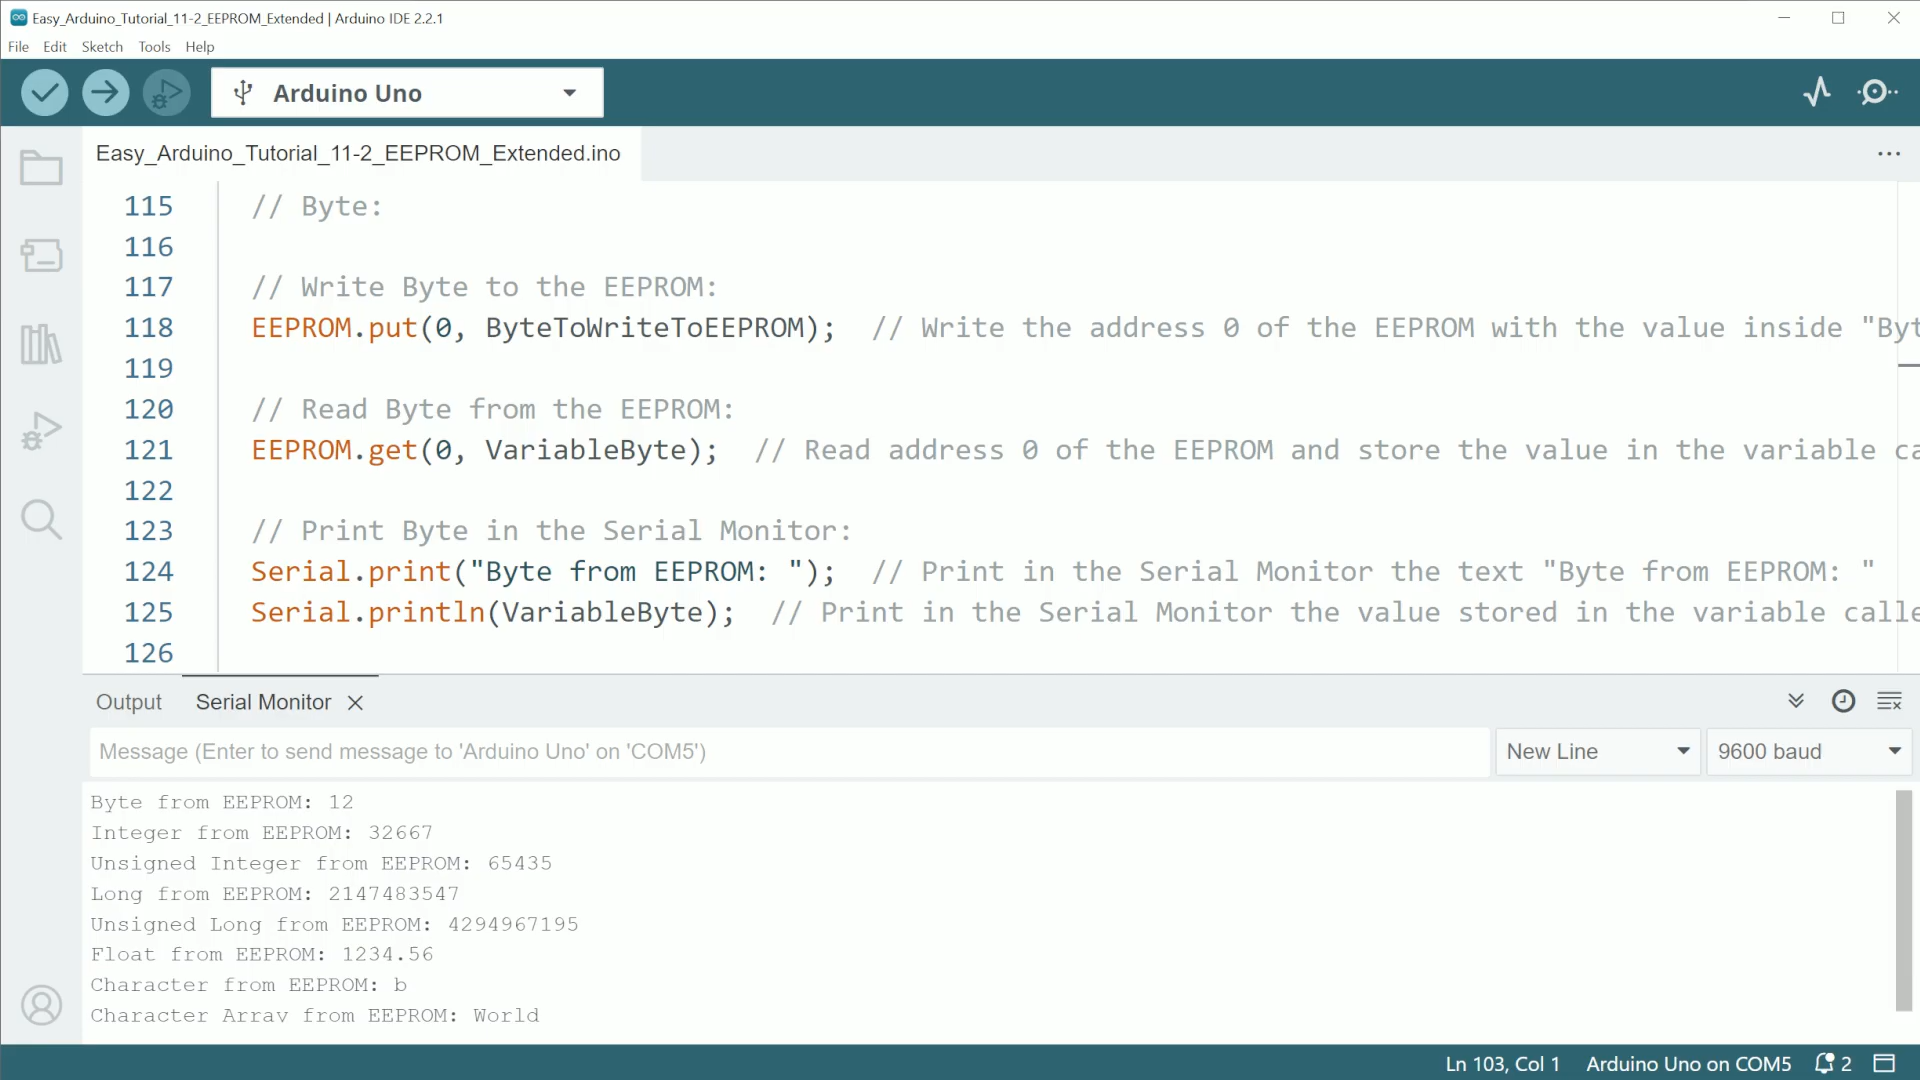 Easy_Arduino_Tutorial_11-2_EEPROM_Extended | Arduino IDE 2.2.1
File Edit Sketch Tools Help
Arduino Uno
Easy_Arduino_Tutorial_11-2_EEPROM_Extended.ino
115 // Byte:
116
117 // Write Byte to the EEPROM:
118 EEPROM.put(0, ByteToWriteToEEPROM); // Write the address 0 of the EEPROM with the value inside "Byt
119
120 // Read Byte from the EEPROM:
121 EEPROM.get(0, VariableByte); // Read address 0 of the EEPROM and store the value in the variable ca
122
123 // Print Byte in the Serial Monitor:
124 Serial.print("Byte from EEPROM: "); // Print in the Serial Monitor the text "Byte from EEPROM: "
125 Serial.println(VariableByte); // Print in the Serial Monitor the value stored in the variable calle
126
Output Serial Monitor
Message (Enter to send message to 'Arduino Uno' on 'COM5')
New Line 9600 baud
Byte from EEPROM: 12
Integer from EEPROM: 32667
Unsigned Integer from EEPROM: 65435
Long from EEPROM: 2147483547
Unsigned Long from EEPROM: 4294967195
Float from EEPROM: 1234.56
Character from EEPROM: b
Character Array from EEPROM: World
Ln 103, Col 1 Arduino Uno on COM5 2